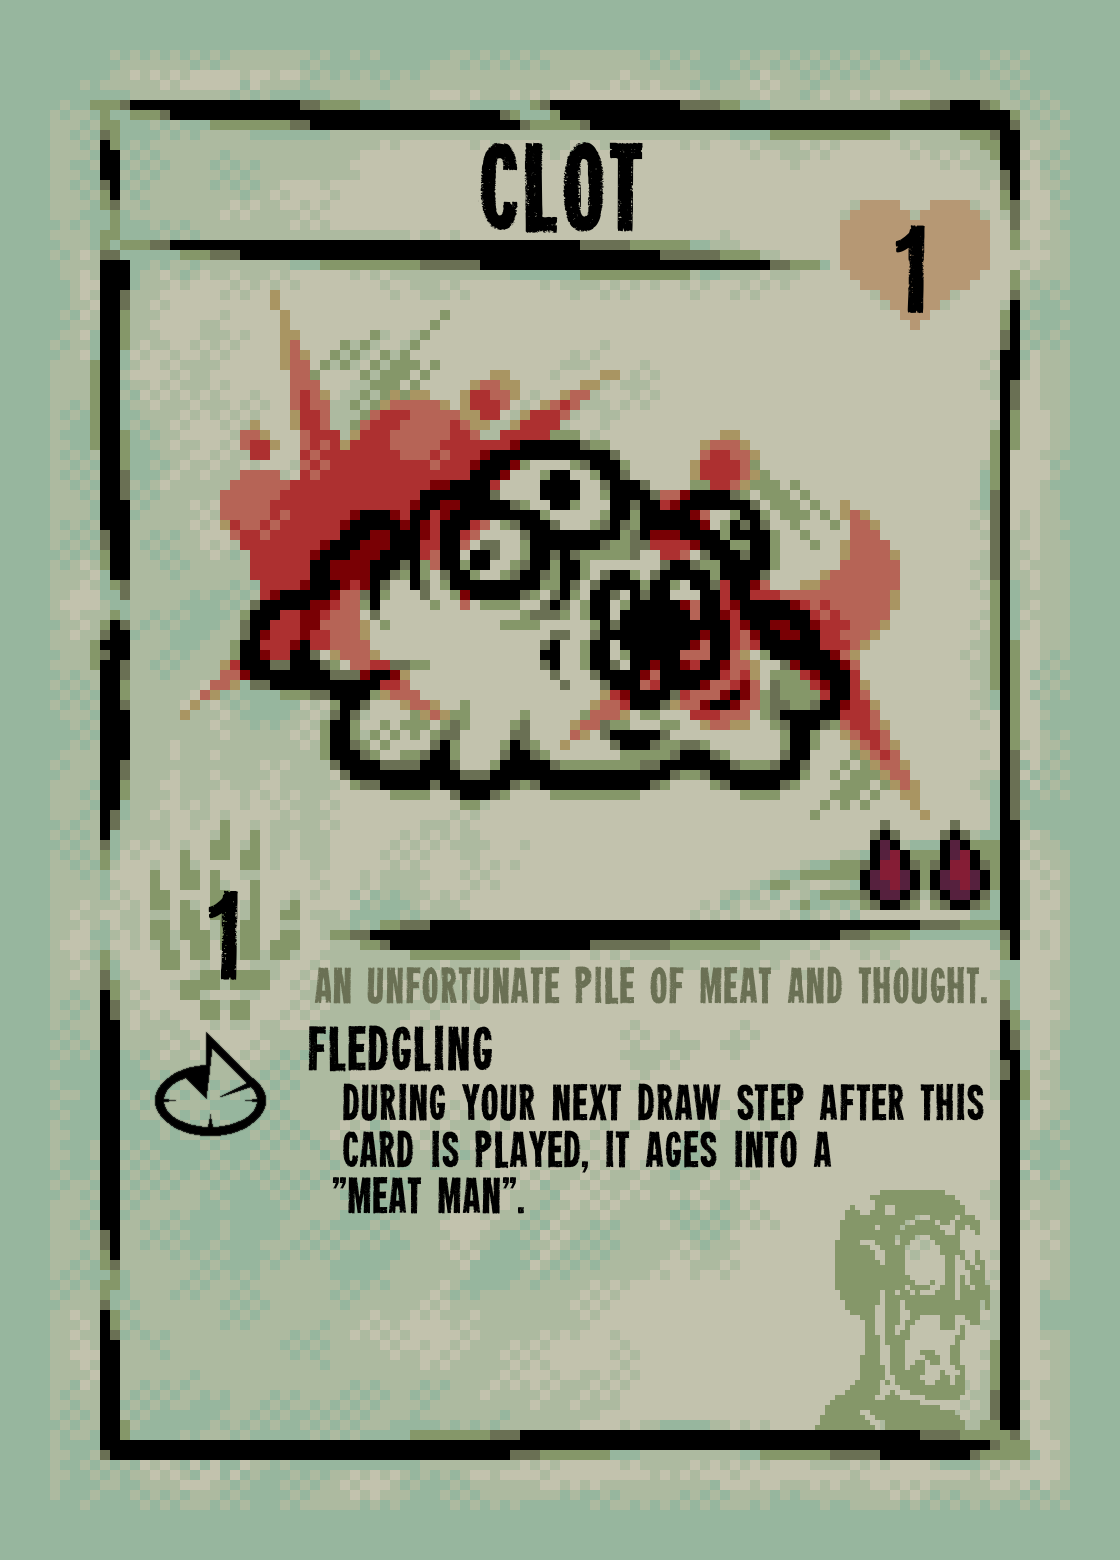 CLOT
1
1
AN UNFORTUNATE PILE OF MEAT AND THOUGHT.
FLEDGLING
DURING YOUR NEXT DRAW STEP AFTER THIS
CARD IS PLAYED, IT AGES INTO A
"MEAT MAN".